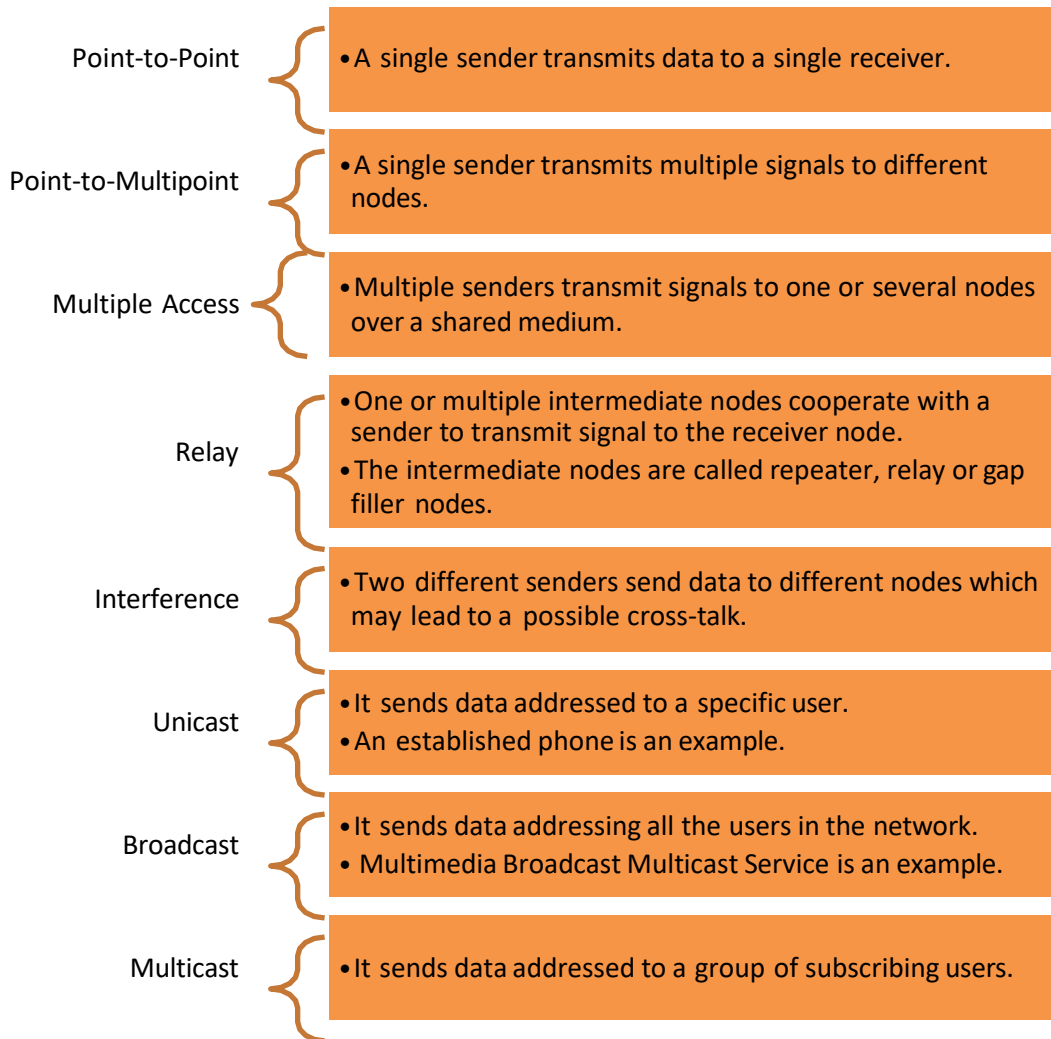 Point-to-Point
•A single sender transmits data to a single receiver.
Point-to-Multipoint
•A single sender transmits multiple signals to different
nodes.
Multiple Access
•Multiple senders transmit signals to one or several nodes
over a shared medium.
Relay
•One or multiple intermediate nodes cooperate with a
sender to transmit signal to the receiver node.
•The intermediate nodes are called repeater, relay or gap
filler nodes.
Interference
•Two different senders send data to different nodes which
may lead to a possible cross-talk.
Unicast
•It sends data addressed to a specific user.
•An established phone is an example.
Broadcast
•It sends data addressing all the users in the network.
• Multimedia Broadcast Multicast Service is an example.
Multicast
•It sends data addressed to a group of subscribing users.